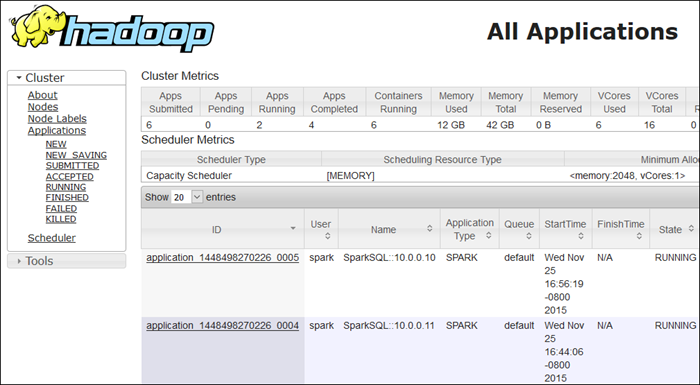 hadoop
All Applications
Cluster
About
Nodes
Node Labels
Applications
NEW
NEW_SAVING
SUBMITTED
ACCEPTED
RUNNING
FINISHED
FAILED
KILLED
Scheduler
Tools
Cluster Metrics
Apps Submitted Apps Pending Apps Running Apps Completed Containers Running Memory Used Memory Total Memory Reserved VCores Used VCores Total
6 0 2 4 6 12 GB 42 GB 0 B 6 16 0
Scheduler Metrics
Scheduler Type Scheduling Resource Type Minimum Allo
Capacity Scheduler [MEMORY] <memory:2048, vCores:1>
Show 20 entries
ID User Name Application Type Queue StartTime FinishTime State
application_1448498270226_0005 spark SparkSQL::10.0.0.10 SPARK default Wed Nov N/A RUNNING
25
16:56:19
-0800
2015
application_1448498270226_0004 spark SparkSQL::10.0.0.11 SPARK default Wed Nov N/A RUNNING
25
16:44:06
-0800
2015